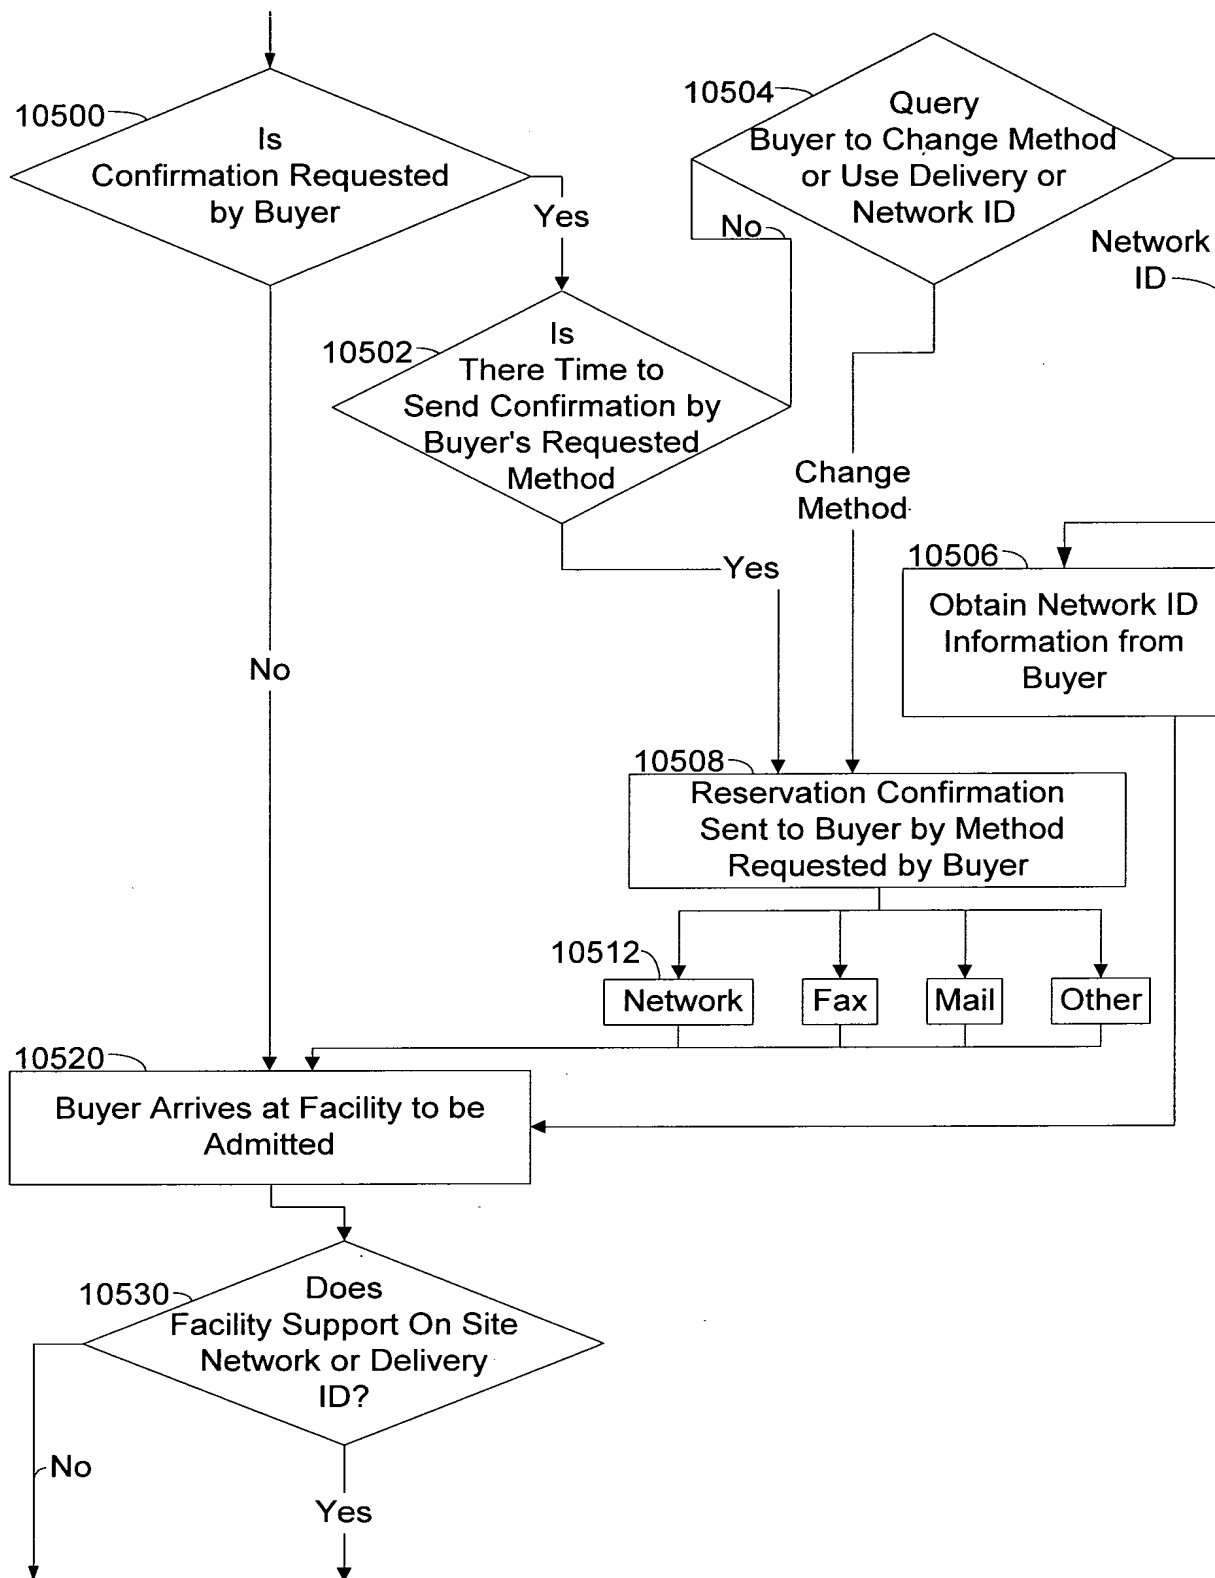 10500
Is
Confirmation Requested
by Buyer
Yes
10504
Query
Buyer to Change Method
or Use Delivery or
Network ID
No
Network
ID
10502
Is
There Time to
Send Confirmation by
Buyer's Requested
Method
Yes
Change
Method
10506
Obtain Network ID
Information from
Buyer
No
10508
Reservation Confirmation
Sent to Buyer by Method
Requested by Buyer
10512
Network
Fax
Mail
Other
10520
Buyer Arrives at Facility to be
Admitted
10530
Does
Facility Support On Site
Network or Delivery
ID?
No
Yes